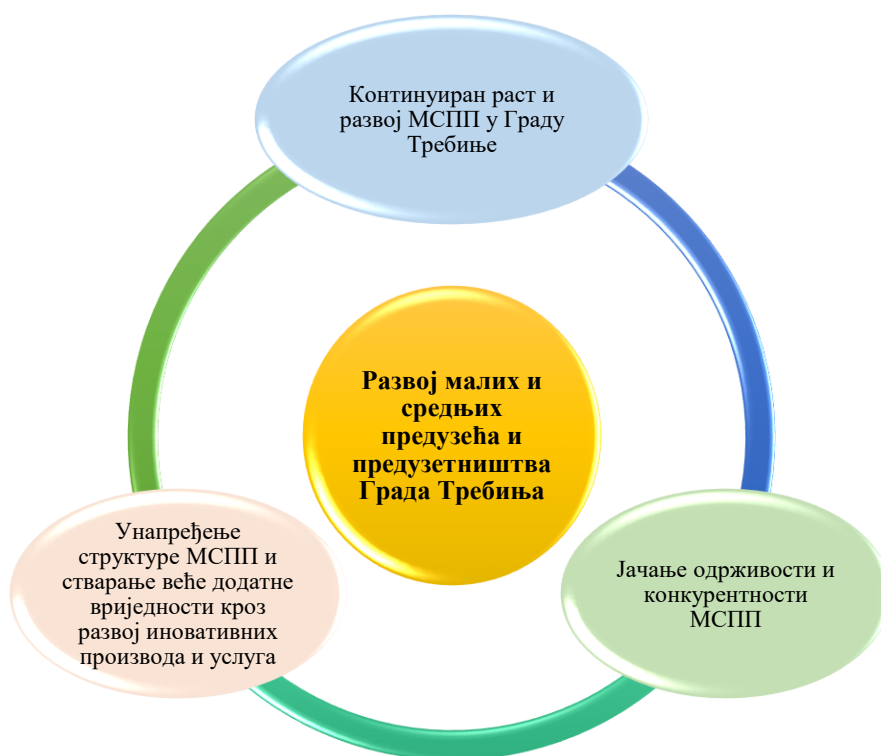 Континуиран раст и
развој МСПП у Граду
Требиње
Развој малих и
средњих
предузећа и
предузетништва
Града Требиња
Унапређење
структуре МСПП и
стварање веће додатне
вриједности кроз
развој иновативних
производа и услуга
Јачање одрживости и
конкурентности
МСПП